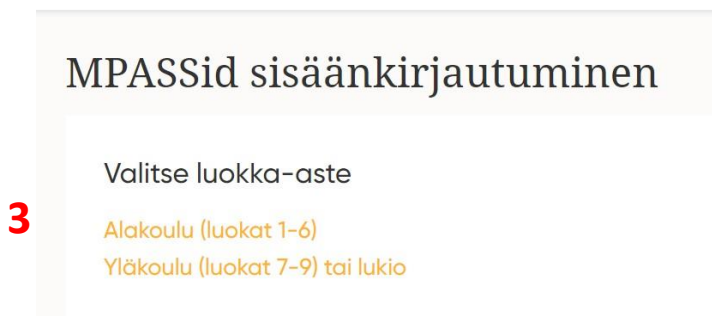 MPASSid sisäänkirjautuminen
Valitse luokka-aste
3
Alakoulu (luokat 1-6)
Yläkoulu (luokat 7-9) tai lukio